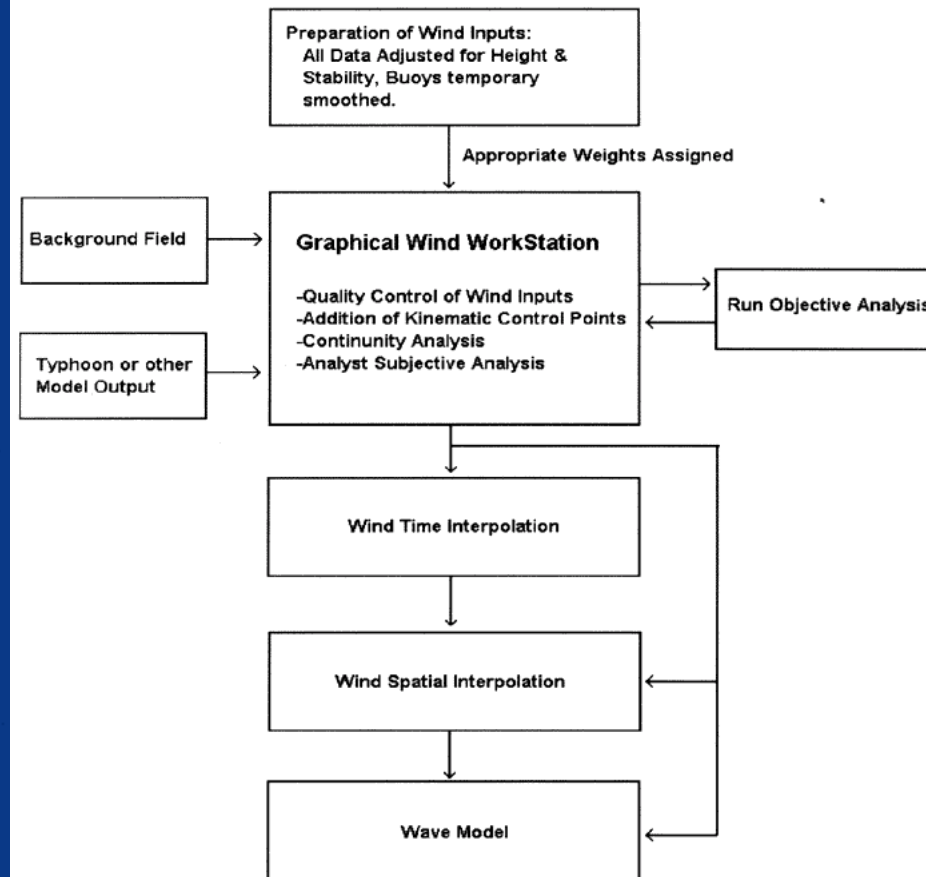 Preparation of Wind Inputs:
All Data Adjusted for Height &
Stability, Buoys temporary
smoothed.
Appropriate Weights Assigned
Background Field
Graphical Wind WorkStation
-Quality Control of Wind Inputs
-Addition of Kinematic Control Points
-Continunity Analysis
-Analyst Subjective Analysis
Run Objective Analysis
Typhoon or other
Model Output
Wind Time Interpolation
Wind Spatial Interpolation
Wave Model